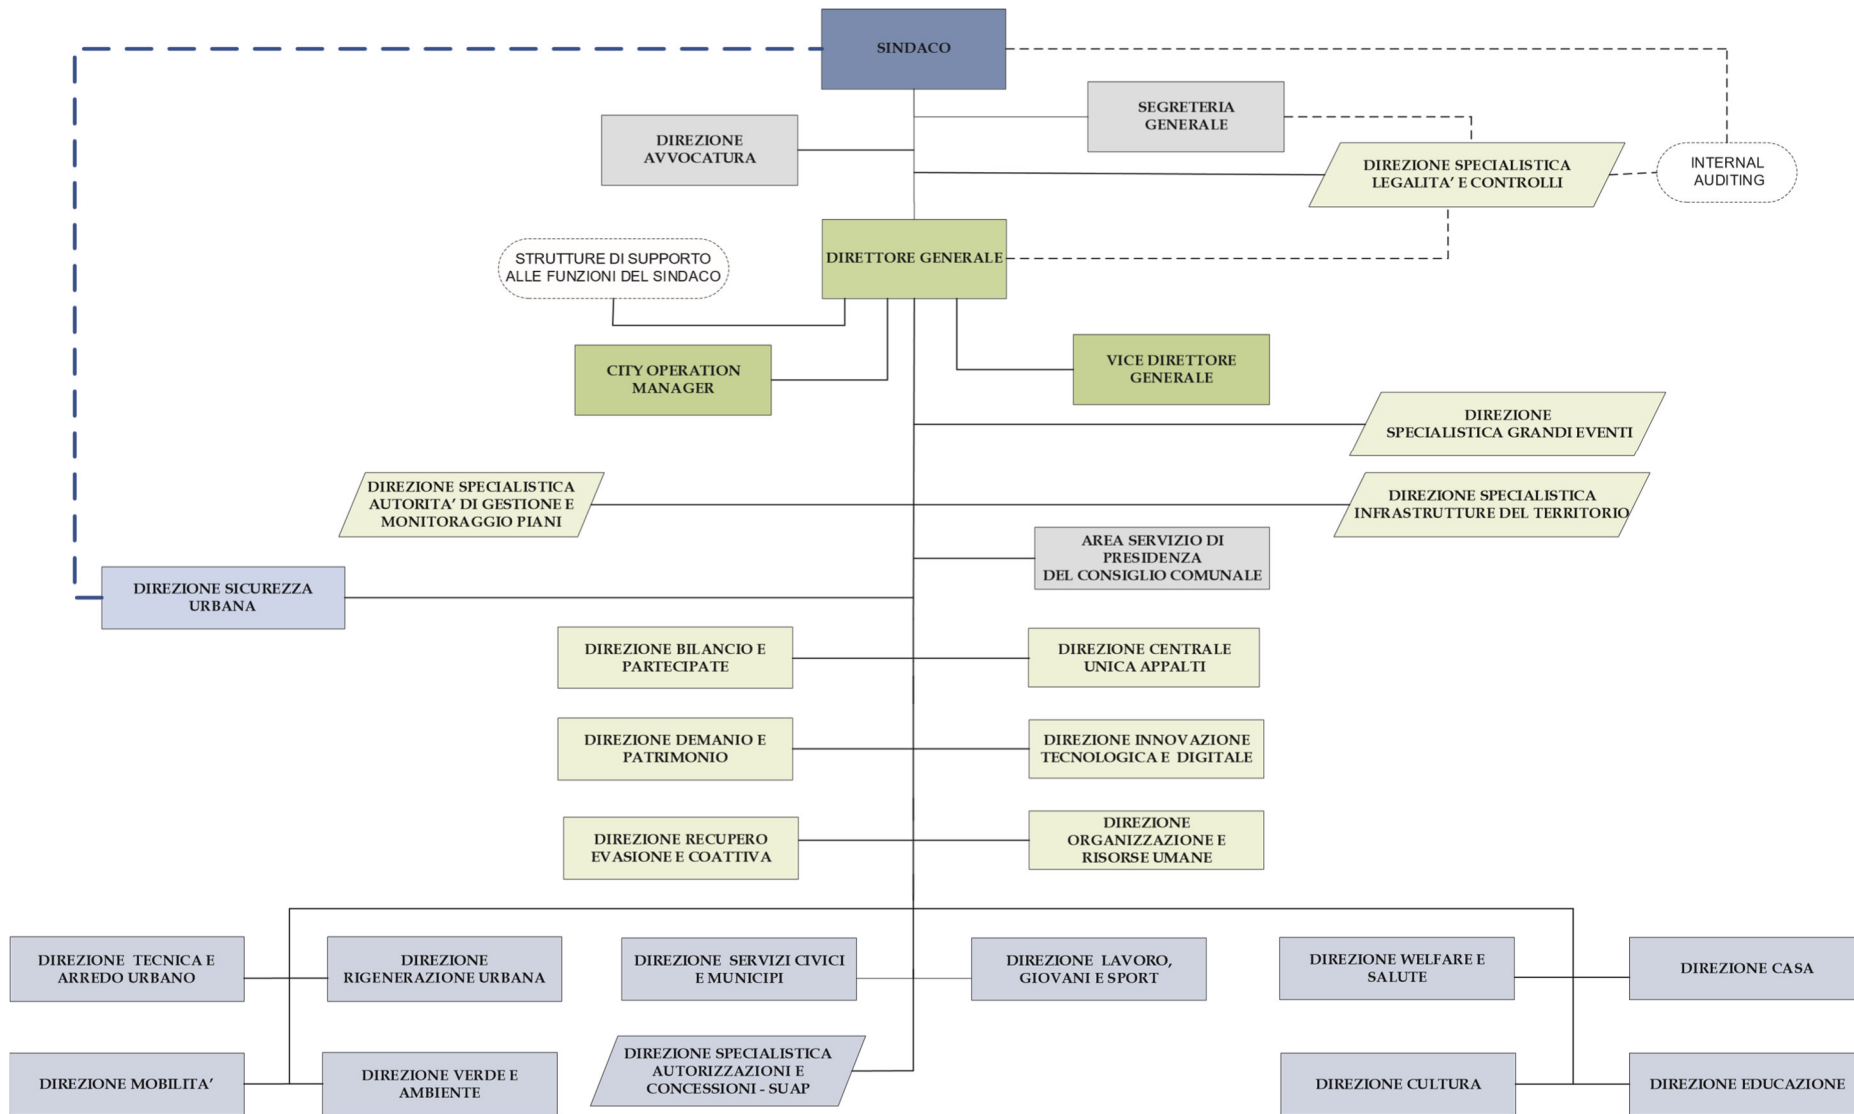 SINDACO
SEGRETERIA
GENERALE
DIREZIONE
AVVOCATURA
DIREZIONE SPECIALISTICA
LEGALITA’ E CONTROLLI
INTERNAL
AUDITING
STRUTTURE DI SUPPORTO
ALLE FUNZIONI DEL SINDACO
DIRETTORE GENERALE
CITY OPERATION
MANAGER
VICE DIRETTORE
GENERALE
DIREZIONE
SPECIALISTICA GRANDI EVENTI
DIREZIONE SPECIALISTICA
AUTORITA’ DI GESTIONE E
MONITORAGGIO PIANI
DIREZIONE SPECIALISTICA
INFRASTRUTTURE DEL TERRITORIO
AREA SERVIZIO DI
PRESIDENZA
DEL CONSIGLIO COMUNALE
DIREZIONE SICUREZZA
URBANA
DIREZIONE BILANCIO E
PARTECIPATE
DIREZIONE CENTRALE
UNICA APPALTI
DIREZIONE DEMANIO E
PATRIMONIO
DIREZIONE INNOVAZIONE
TECNOLOGICA E DIGITALE
DIREZIONE RECUPERO
EVASIONE E COATTIVA
DIREZIONE
ORGANIZZAZIONE E
RISORSE UMANE
DIREZIONE TECNICA E
ARREDO URBANO
DIREZIONE
RIGENERAZIONE URBANA
DIREZIONE SERVIZI CIVICI
E MUNICIPI
DIREZIONE LAVORO,
GIOVANI E SPORT
DIREZIONE WELFARE E
SALUTE
DIREZIONE CASA
DIREZIONE MOBILITA’
DIREZIONE VERDE E
AMBIENTE
DIREZIONE SPECIALISTICA
AUTORIZZAZIONI E
CONCESSIONI - SUAP
DIREZIONE CULTURA
DIREZIONE EDUCAZIONE